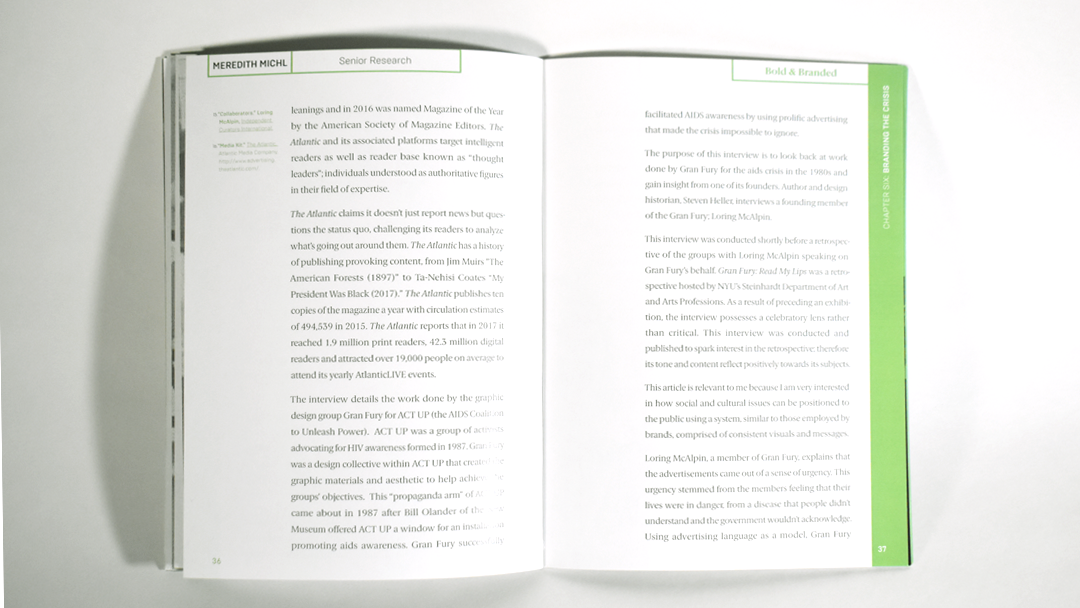 MEREDITH MICHL
Senior Research
leanings and in 2016 was named Magazine of the Year
by the American Society of Magazine Editors. The
Atlantic and its associated platforms target intelligent
readers as well as reader base known as “thought
leaders”; individuals understood as authoritative figures
in their field of expertise.
The Atlantic claims it doesn’t just report news but ques-
tions the status quo, challenging its readers to analyze
what’s going out around them. The Atlantic has a history
of publishing provoking content, from Jim Muirs “The
American Forests (1897)” to Ta-Nehisi Coates “My
President Was Black (2017).” The Atlantic publishes ten
copies of the magazine a year with circulation estimates
of 494,539 in 2015. The Atlantic reports that in 2017 it
reached 1.9 million print readers, 42.3 million digital
readers and attracted over 19,000 people on average to
attend its yearly AtlanticLIVE events.
The interview details the work done by the graphic
design group Gran Fury for ACT UP (the AIDS Coalition
to Unleash Power). ACT UP was a group of activists
advocating for HIV awareness formed in 1987. Gran Fury
was a design collective within ACT UP that created the
graphic materials and aesthetic to help achieve the
groups’ objectives. This “propaganda arm” of ACT UP
came about in 1987 after Bill Olander of the
Museum offered ACT UP a window for an installation
promoting aids awareness. Gran Fury successfully
36
"Collaborators." Loring
McAlpin, Independent
Curators International.
"Media Kit" The Atlantic.
Atlantic Media Company
http://www.advertising.
theatlantic.com/.
Bold & Branded
facilitated AIDS awareness by using prolific advertising
that made the crisis impossible to ignore.
The purpose of this interview is to look back at work
done by Gran Fury for the aids crisis in the 1980s and
gain insight from one of its founders. Author and design
historian, Steven Heller, interviews a founding member
of the Gran Fury; Loring McAlpin.
This interview was conducted shortly before a retrospec-
tive of the groups with Loring McAlpin speaking on
Gran Fury’s behalf. Gran Fury: Read My Lips was a retro-
spective hosted by NYU’s Steinhardt Department of Art
and Arts Professions. As a result of preceding an exhibi-
tion, the interview possesses a celebratory lens rather
than critical. This interview was conducted and
published to spark interest in the retrospective; therefore
its tone and content reflect positively towards its subjects.
This article is relevant to me because I am very interested
in how social and cultural issues can be positioned to
the public using a system, similar to those employed by
brands, comprised of consistent visuals and messages.
Loring McAlpin, a member of Gran Fury, explains that
the advertisements came out of a sense of urgency. This
urgency stemmed from the members feeling that their
lives were in danger, from a disease that people didn’t
understand and the government wouldn’t acknowledge.
Using advertising language as a model, Gran Fury
CHAPTER SIX: BRANDING THE CRISIS
37